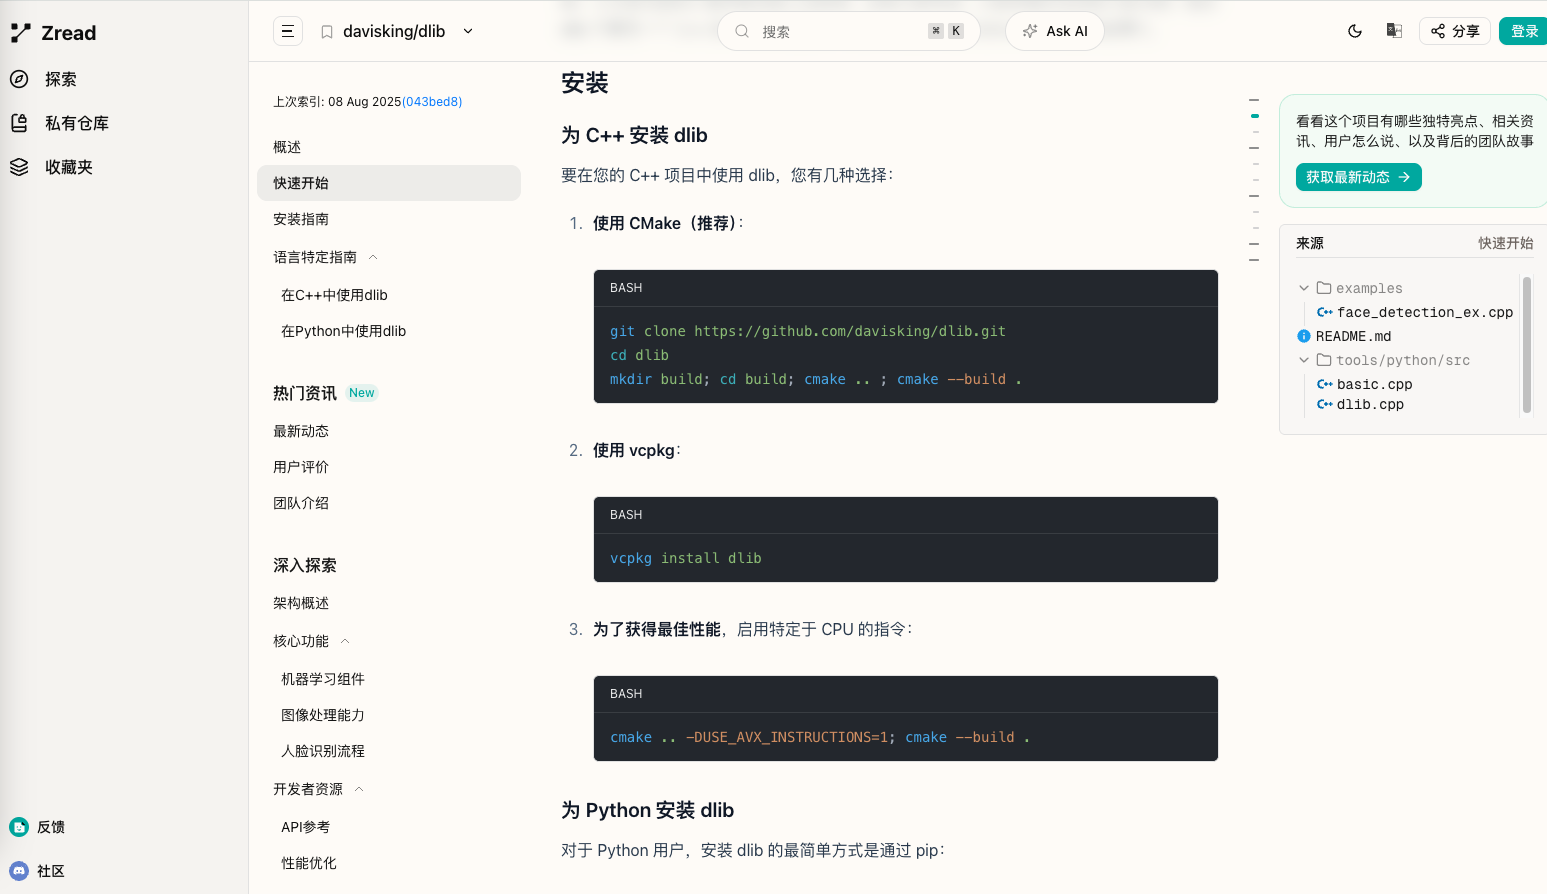 Zread
探索
私有仓库
收藏夹
反馈
社区
davisking/dlib
搜索
⌘ K
Ask AI
分享
登录
上次索引: 08 Aug 2025(043bed8)
概述
快速开始
安装指南
语言特定指南
在C++中使用dlib
在Python中使用dlib
热门资讯 New
最新动态
用户评价
团队介绍
深入探索
架构概述
核心功能
机器学习组件
图像处理能力
人脸识别流程
开发者资源
API参考
性能优化
安装
为 C++ 安装 dlib
要在您的 C++ 项目中使用 dlib，您有几种选择：
1. 使用 CMake（推荐）：
BASH
git clone https://github.com/davisking/dlib.git
cd dlib
mkdir build; cd build; cmake .. ; cmake --build .
2. 使用 vcpkg：
BASH
vcpkg install dlib
3. 为了获得最佳性能，启用特定于 CPU 的指令：
BASH
cmake .. -DUSE_AVX_INSTRUCTIONS=1; cmake --build .
为 Python 安装 dlib
对于 Python 用户，安装 dlib 的最简单方式是通过 pip：
看看这个项目有哪些独特亮点、相关资
讯、用户怎么说、以及背后的团队故事
获取最新动态 →
来源 快速开始
examples
face_detection_ex.cpp
README.md
tools/python/src
basic.cpp
dlib.cpp